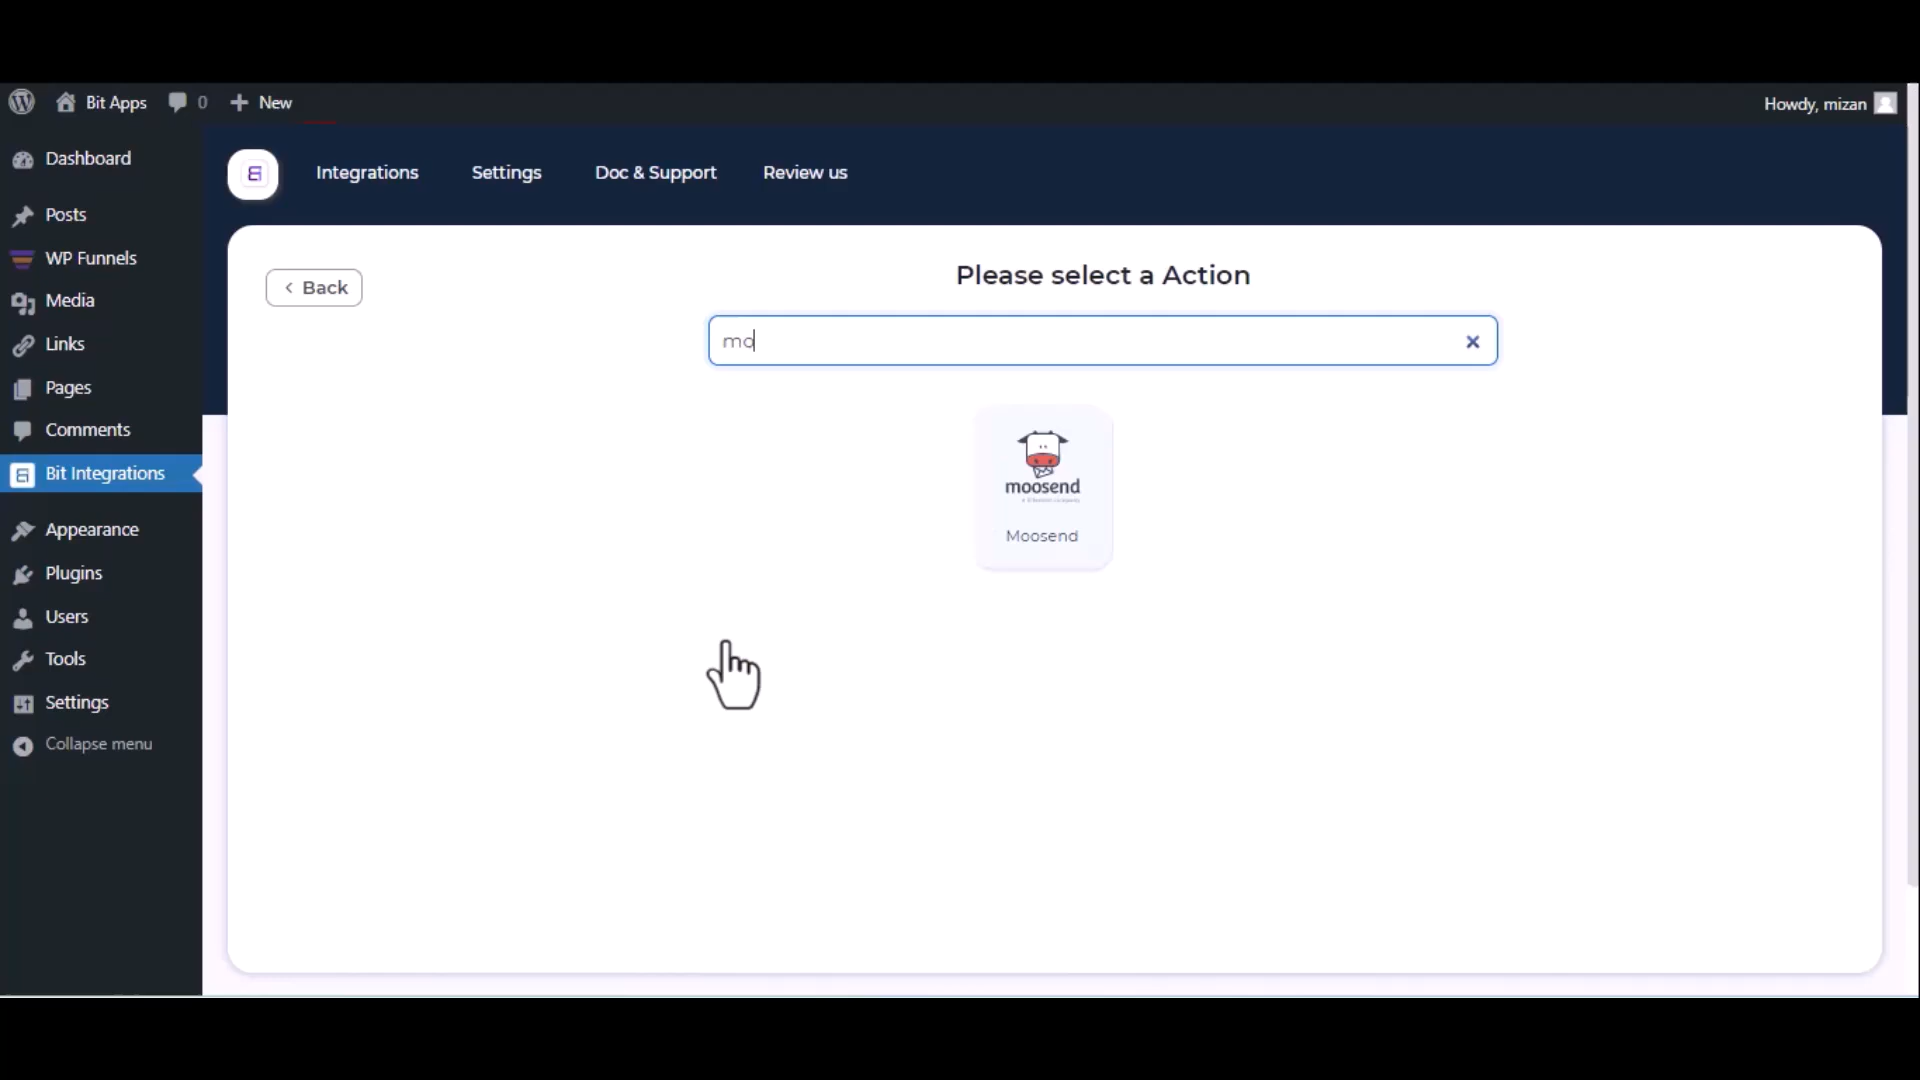 Bit Apps
0
New
Howdy, mizan
Dashboard
Posts
WP Funnels
Media
Links
Pages
Comments
Bit Integrations
Appearance
Plugins
Users
Tools
Settings
Collapse menu
Integrations
Settings
Doc & Support
Review us
Back
Please select a Action
mo
moosend
Moosend